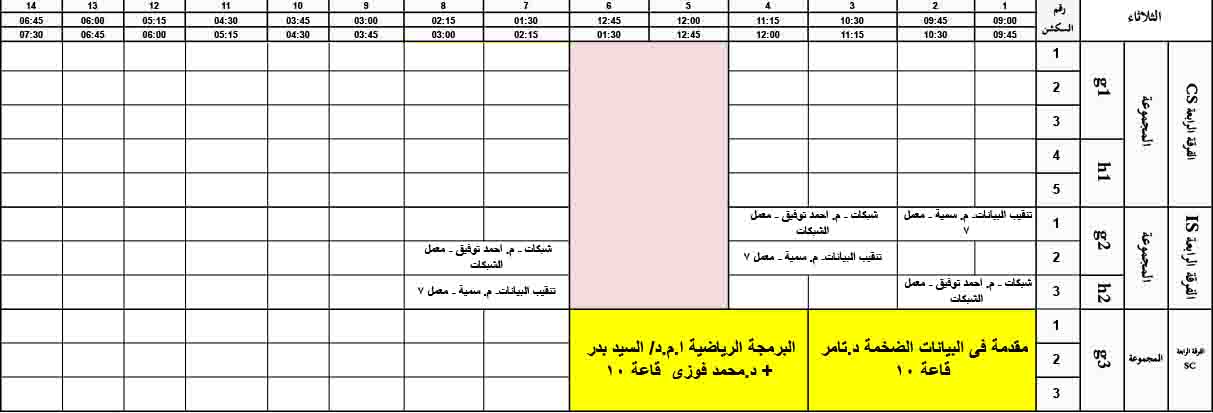 الثلاثاء
رقم السكشن
1 2 3 4 5 6 7 8 9 10 11 12 13 14
09:00 09:45 10:30 11:15 12:00 12:45 01:30 02:15 03:00 03:45 04:30 05:15 06:00 06:45
09:45 10:30 11:15 12:00 12:45 01:30 02:15 03:00 03:45 04:30 05:15 06:00 06:45 07:30
الفرقة الرابعة CS
المجموعة
g1
1
2
3
h1
4
5
الفرقة الرابعة IS
المجموعة
g2
1
تنقيب البيانات- م. سمية - معمل
٧
شبكات - م. احمد توفيق - معمل
الشبكات
2
تنقيب البيانات- م. سمية - معمل ٧
شبكات - م. احمد توفيق - معمل
الشبكات
h2
3
شبكات - م. احمد توفيق - معمل
الشبكات
تنقيب البيانات- م. سمية - معمل ٧
الفرقة الرابعة
SC
المجموعة
g3
1
2
3
مقدمة فى البيانات الضخمة د.تامر
قاعة ١٠
البرمجة الرياضية ا.م.د/ السيد بدر
+ د.محمد فوزى قاعة ١٠